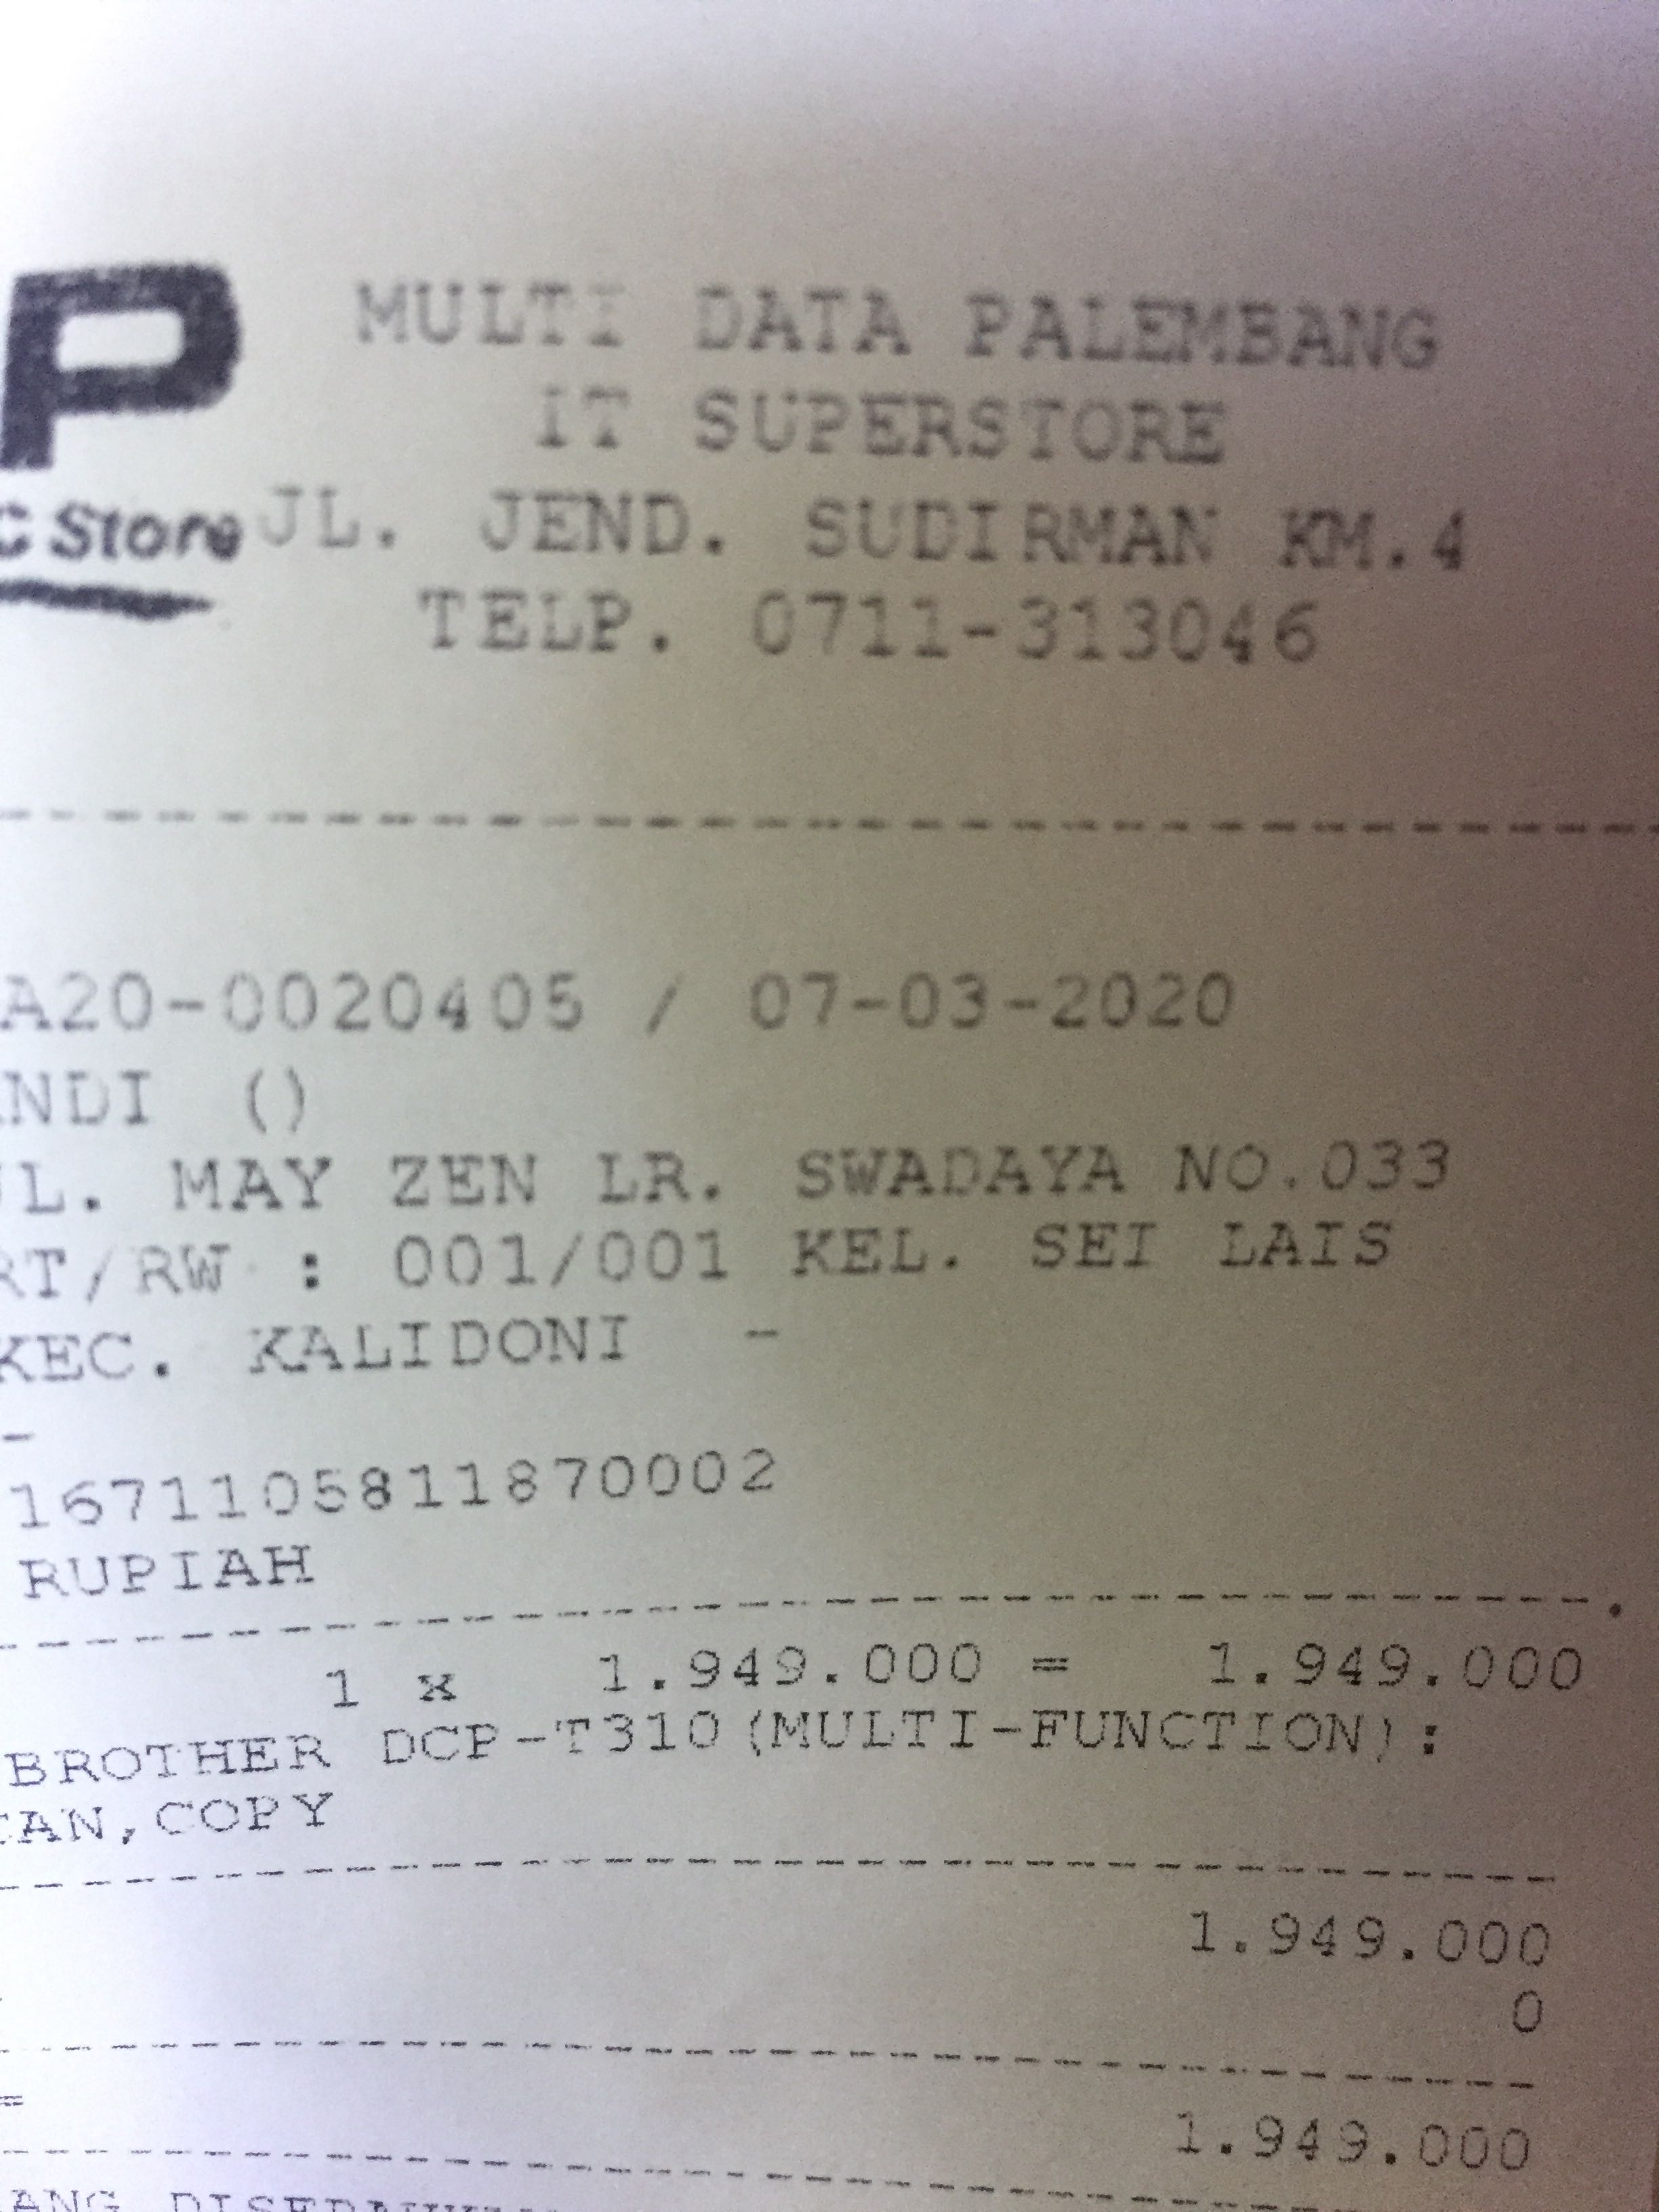 P
MULTI DATA PALEMBANG
IT SUPERSTORE
C Store JL. JEND. SUDIRMAN KM.4
TELP. 0711-313046
A20-0020405 / 07-03-2020
NDI ()
JL. MAY ZEN LR. SWADAYA NO.033
RT/RW : 001/001 KEL. SEI LAIS
KEC. KALIDONI -
-
1671105811870002
RUPIAH
1 x 1.949.000 = 1.949.000
BROTHER DCP-T310(MULTI-FUNCTION):
CAN,COPY
1.949.000
0
=
1.949.000